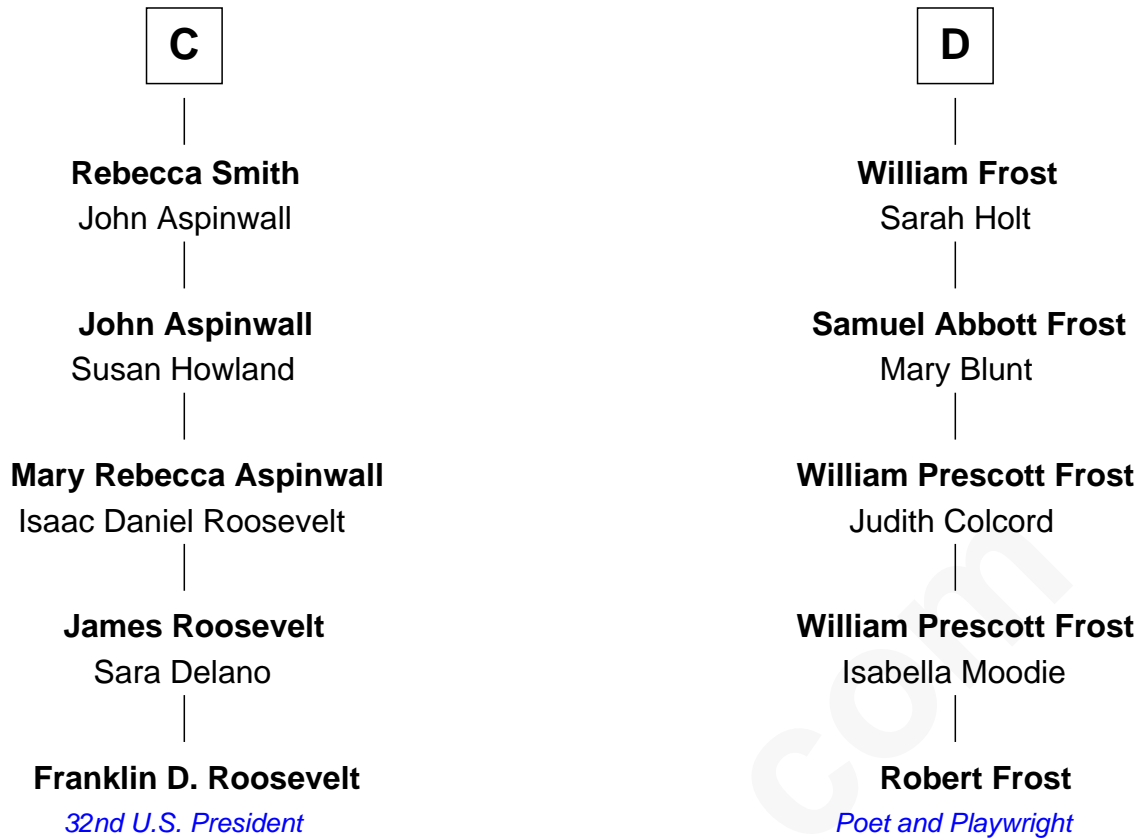 C
Rebecca Smith
John Aspinwall
John Aspinwall
Susan Howland
Mary Rebecca Aspinwall
Isaac Daniel Roosevelt
James Roosevelt
Sara Delano
Franklin D. Roosevelt
32nd U.S. President
D
William Frost
Sarah Holt
Samuel Abbott Frost
Mary Blunt
William Prescott Frost
Judith Colcord
William Prescott Frost
Isabella Moodie
Robert Frost
Poet and Playwright
com